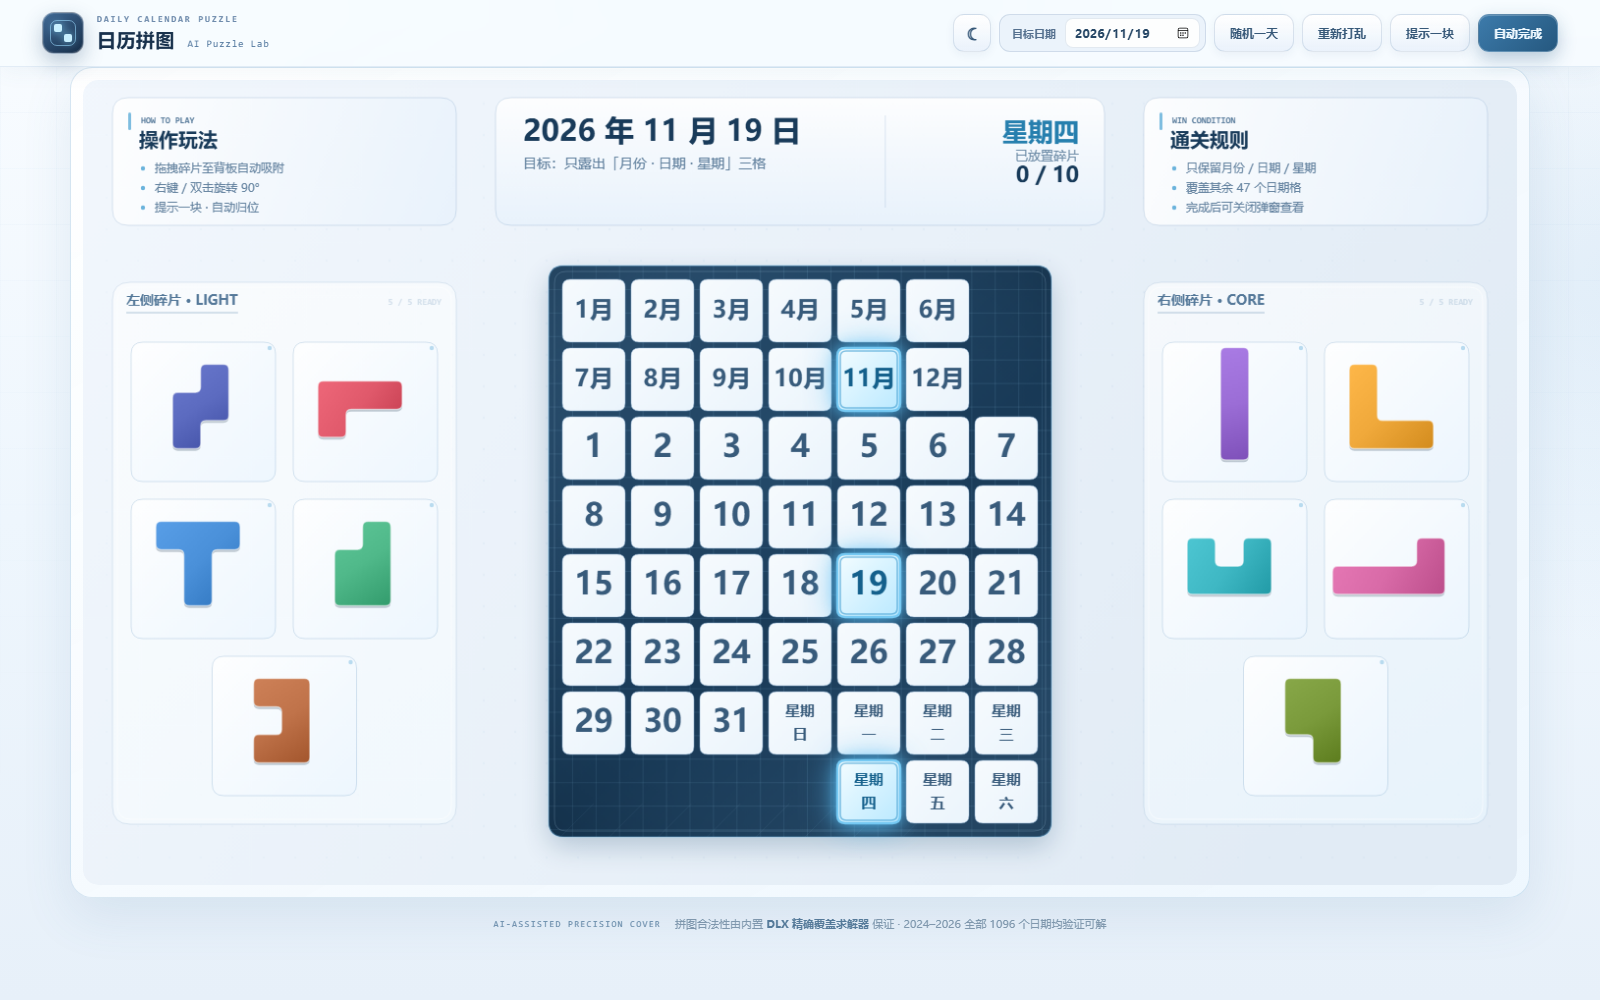 DAILY CALENDAR PUZZLE
日历拼图 AI Puzzle Lab
目标日期 2026/11/19 随机一天 重新打乱 提示一块 自动完成
HOW TO PLAY
操作玩法
拖拽碎片至背板自动吸附
右键 / 双击旋转 90°
提示一块 · 自动归位
2026 年 11 月 19 日
目标：只露出「月份 · 日期 · 星期」三格
星期四
已放置碎片
0 / 10
WIN CONDITION
通关规则
只保留月份 / 日期 / 星期
覆盖其余 47 个日期格
完成后可关闭弹窗查看
左侧碎片 • LIGHT
5 / 5 READY
1月 2月 3月 4月 5月 6月
7月 8月 9月 10月 11月 12月
1 2 3 4 5 6 7
8 9 10 11 12 13 14
15 16 17 18 19 20 21
22 23 24 25 26 27 28
29 30 31 星期日 星期一 星期二 星期三
星期四 星期五 星期六
右侧碎片 • CORE
5 / 5 READY
AI-ASSISTED PRECISION COVER 拼图合法性由内置 DLX 精确覆盖求解器 保证 · 2024–2026 全部 1096 个日期均验证可解